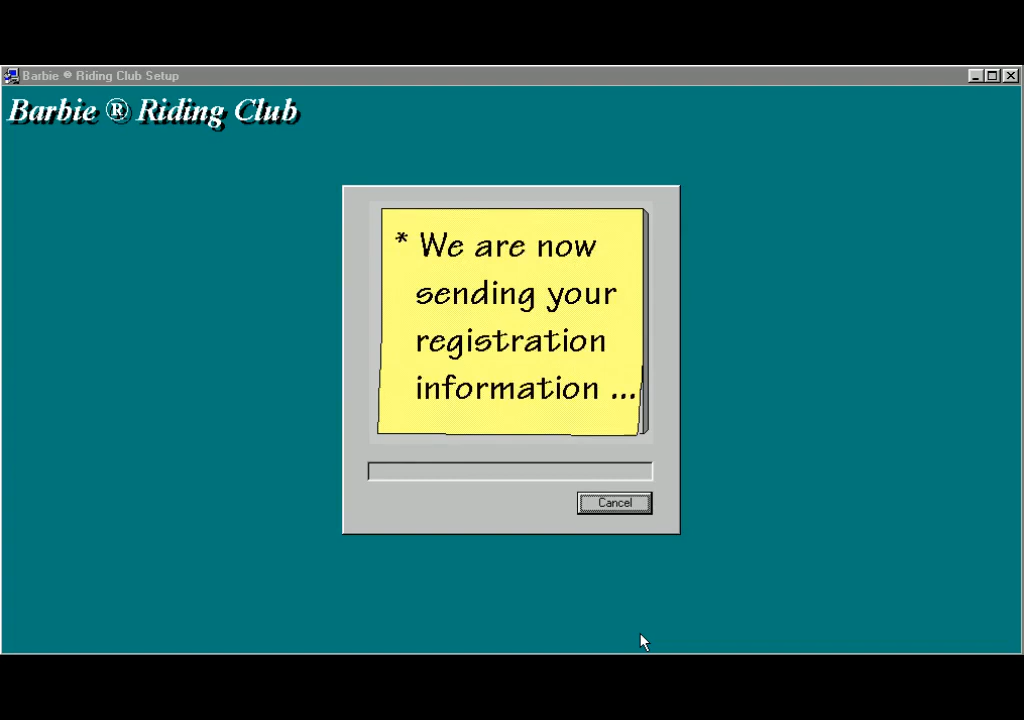 Barbie ® Riding Club Setup
Barbie ® Riding Club
* We are now
sending your
registration
information ...
Cancel